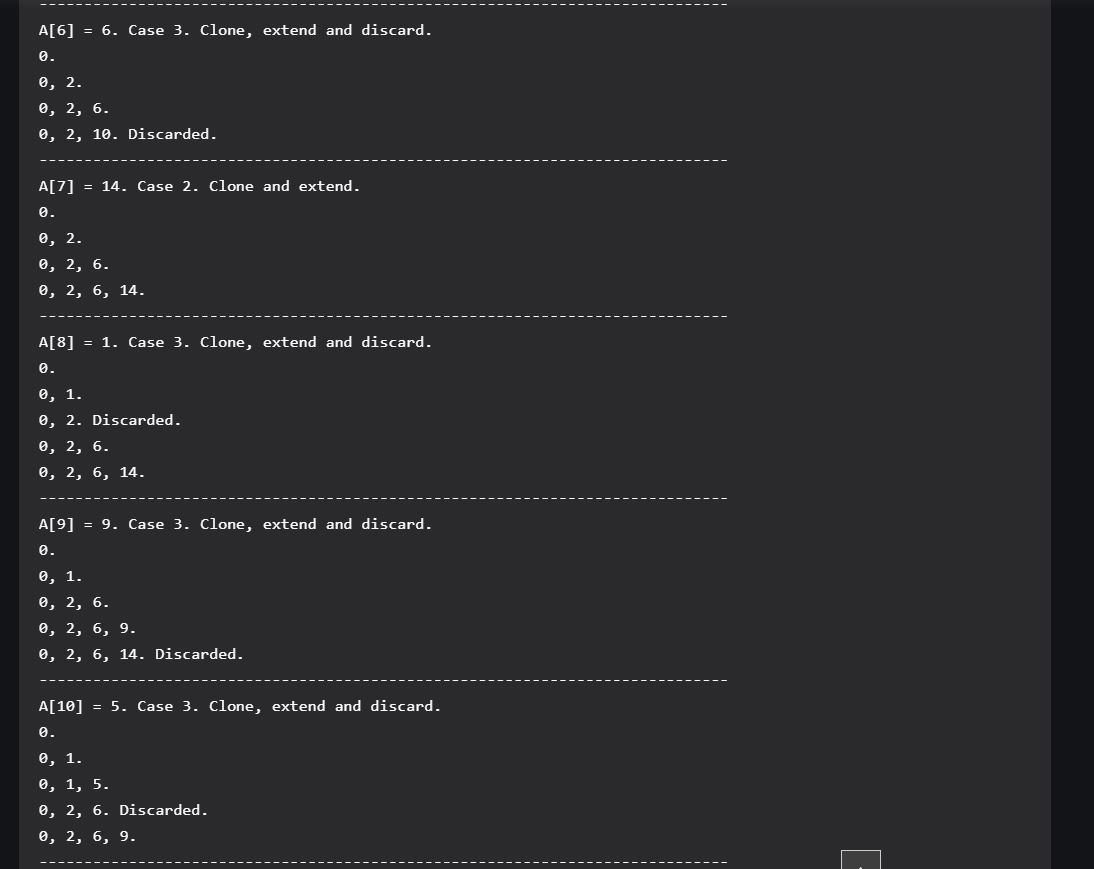 -----------------------------------------------------------------------------
A[6] = 6. Case 3. Clone, extend and discard.
0.
0, 2.
0, 2, 6.
0, 2, 10. Discarded.
-----------------------------------------------------------------------------
A[7] = 14. Case 2. Clone and extend.
0.
0, 2.
0, 2, 6.
0, 2, 6, 14.
-----------------------------------------------------------------------------
A[8] = 1. Case 3. Clone, extend and discard.
0.
0, 1.
0, 2. Discarded.
0, 2, 6.
0, 2, 6, 14.
-----------------------------------------------------------------------------
A[9] = 9. Case 3. Clone, extend and discard.
0.
0, 1.
0, 2, 6.
0, 2, 6, 9.
0, 2, 6, 14. Discarded.
-----------------------------------------------------------------------------
A[10] = 5. Case 3. Clone, extend and discard.
0.
0, 1.
0, 1, 5.
0, 2, 6. Discarded.
0, 2, 6, 9.
-----------------------------------------------------------------------------